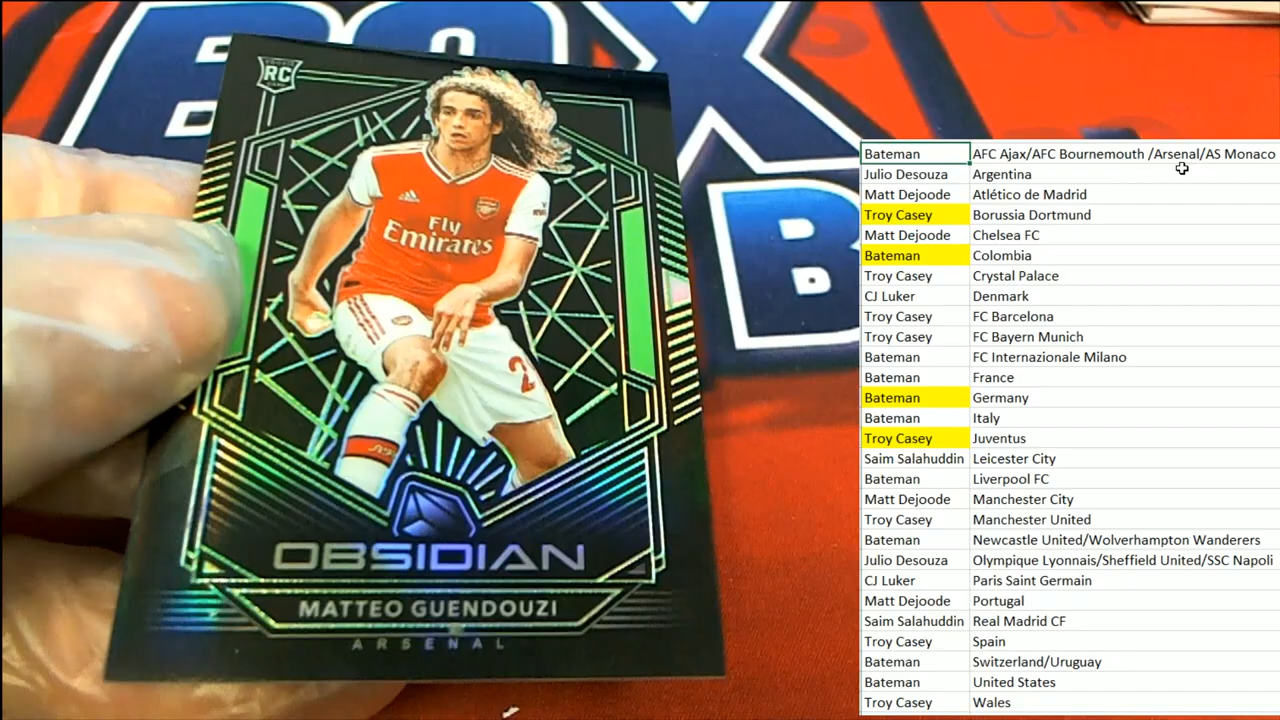 BOX
B
ROOKIE
RC
CARD
Fly
Emirates
adidas
Arsenal
2
OBSIDIAN
MATTEO GUENDOUZI
ARSENAL
Bateman AFC Ajax/AFC Bournemouth /Arsenal/AS Monaco
Julio Desouza Argentina
Matt Dejoode Atlético de Madrid
Troy Casey Borussia Dortmund
Matt Dejoode Chelsea FC
Bateman Colombia
Troy Casey Crystal Palace
CJ Luker Denmark
Troy Casey FC Barcelona
Troy Casey FC Bayern Munich
Bateman FC Internazionale Milano
Bateman France
Bateman Germany
Bateman Italy
Troy Casey Juventus
Saim Salahuddin Leicester City
Bateman Liverpool FC
Matt Dejoode Manchester City
Troy Casey Manchester United
Bateman Newcastle United/Wolverhampton Wanderers
Julio Desouza Olympique Lyonnais/Sheffield United/SSC Napoli
CJ Luker Paris Saint Germain
Matt Dejoode Portugal
Saim Salahuddin Real Madrid CF
Troy Casey Spain
Bateman Switzerland/Uruguay
Bateman United States
Troy Casey Wales